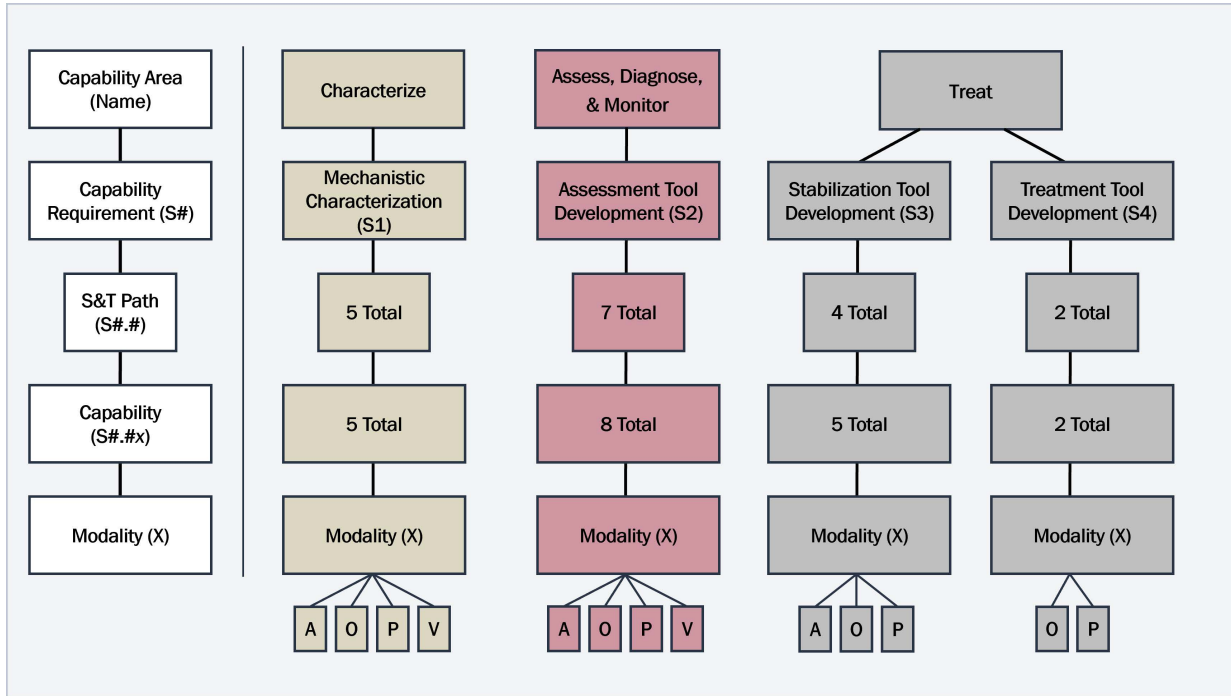 Capability Area
(Name)
Characterize
Assess, Diagnose,
& Monitor
Treat
Capability
Requirement (S#)
Mechanistic
Characterization
(S1)
Assessment Tool
Development (S2)
Stabilization Tool
Development (S3)
Treatment Tool
Development (S4)
S&T Path
(S#.#)
5 Total
7 Total
4 Total
2 Total
Capability
(S#.#x)
5 Total
8 Total
5 Total
2 Total
Modality (X)
Modality (X)
Modality (X)
Modality (X)
Modality (X)
A O P V
A O P V
A O P
O P